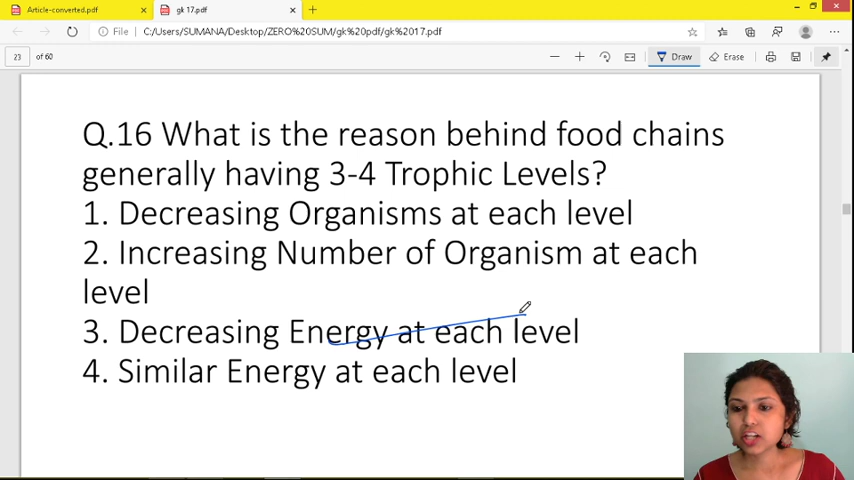 Article-converted.pdf
gk 17.pdf
File
C:/Users/SUMANA/Desktop/ZERO%20SUM/gk%20pdf/gk%2017.pdf
23 of 60
Draw
Erase
Q.16 What is the reason behind food chains
generally having 3-4 Trophic Levels?
1. Decreasing Organisms at each level
2. Increasing Number of Organism at each
level
3. Decreasing Energy at each level
4. Similar Energy at each level